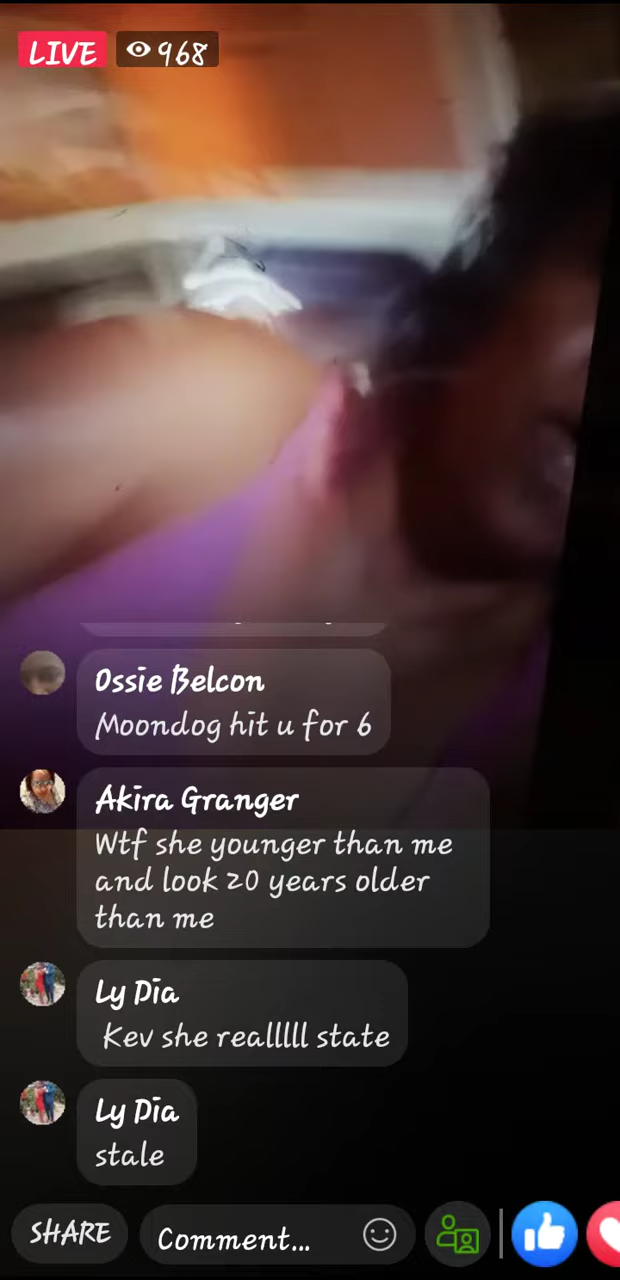 LIVE 968
Ossie Belcon
Moondog hit u for 6
Akira Granger
Wtf she younger than me
and look 20 years older
than me
Ly Dia
Kev she realllll state
Ly Dia
stale
SHARE Comment...